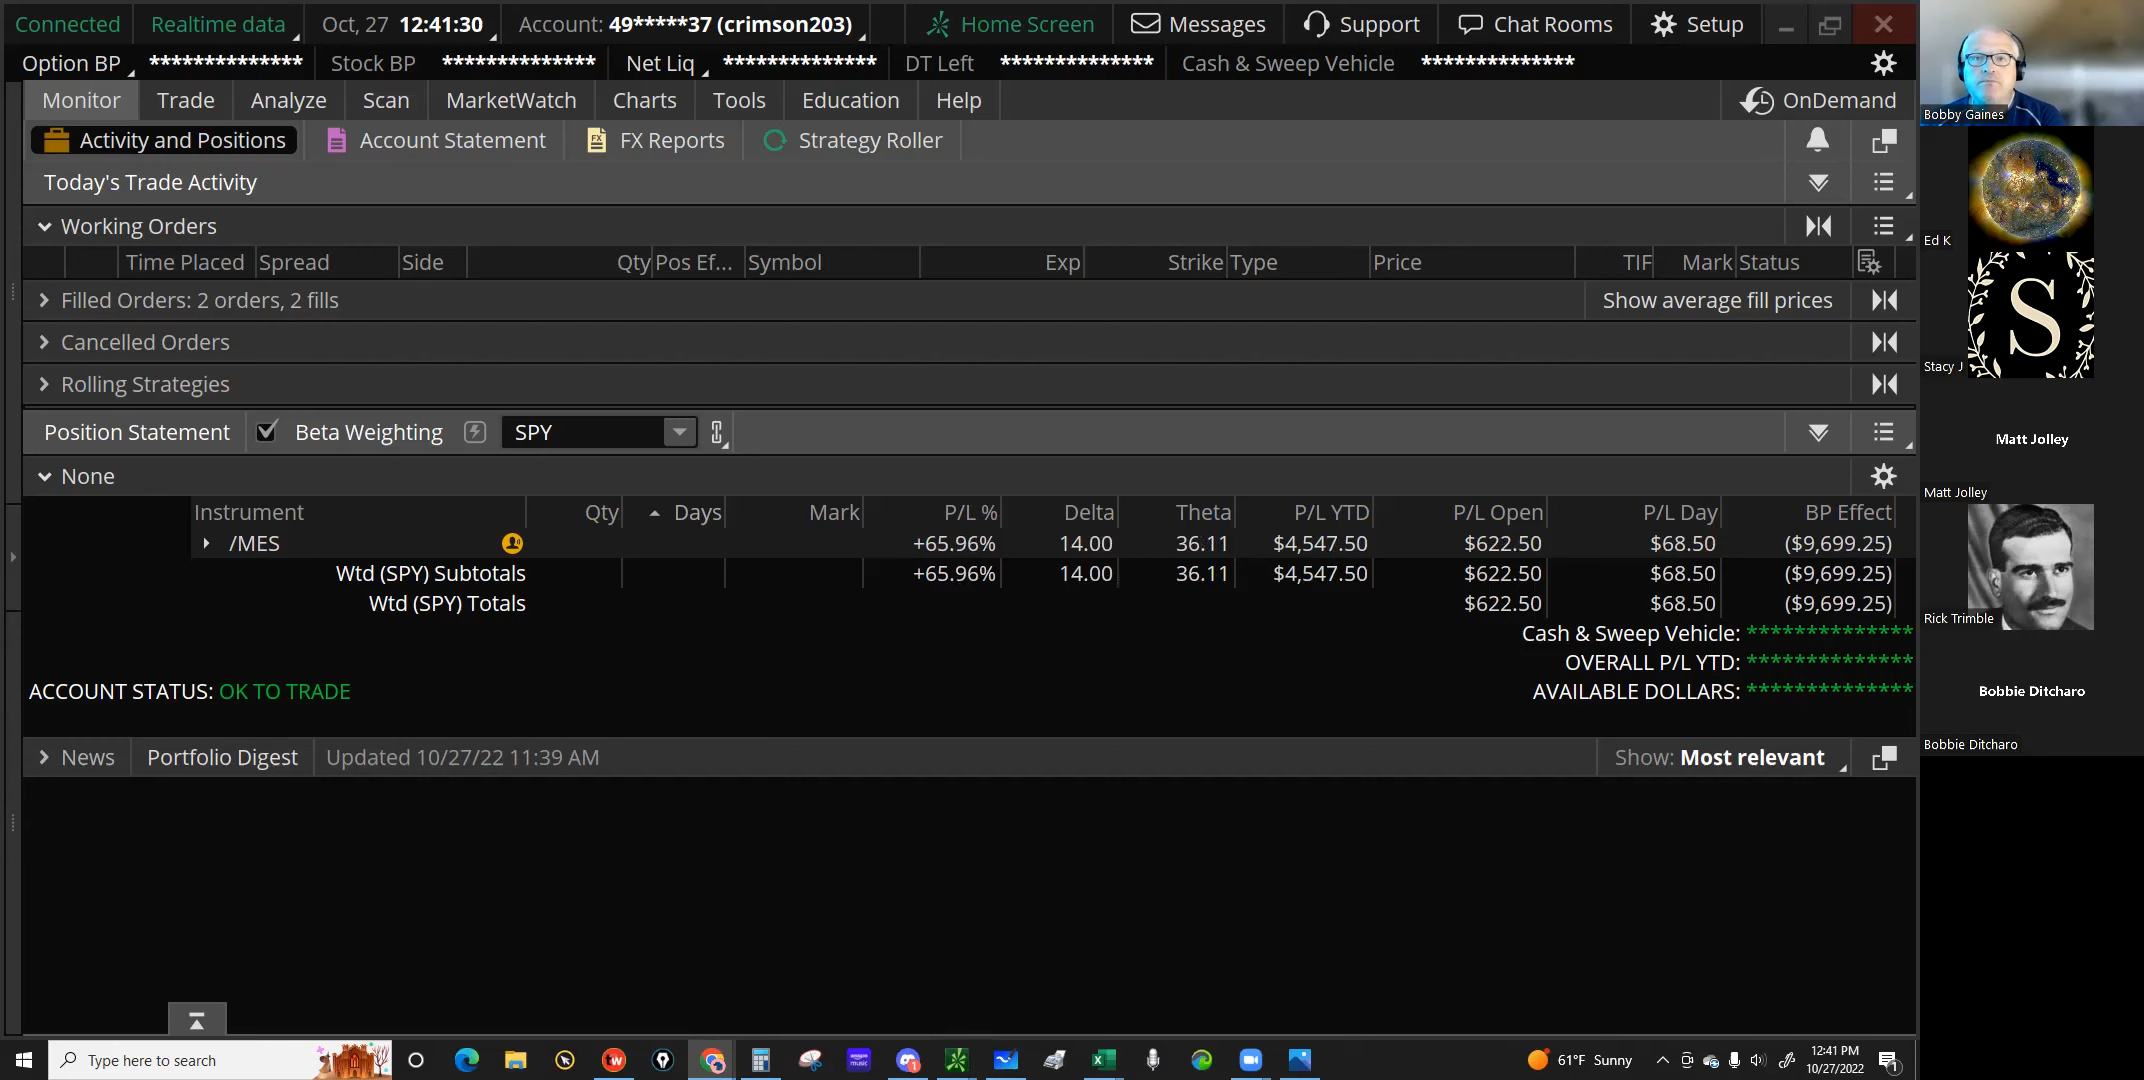 Connected Realtime data Oct, 27 12:41:30 Account: 49*****37 (crimson203) Home Screen Messages Support Chat Rooms Setup
Option BP ************** Stock BP ************** Net Liq ************** DT Left ************** Cash & Sweep Vehicle **************
Monitor Trade Analyze Scan MarketWatch Charts Tools Education Help OnDemand
Activity and Positions Account Statement FX FX Reports Strategy Roller
Today's Trade Activity
Working Orders
Time Placed Spread Side Qty Pos Ef... Symbol Exp Strike Type Price TIF Mark Status
Filled Orders: 2 orders, 2 fills Show average fill prices
Cancelled Orders
Rolling Strategies
Position Statement Beta Weighting SPY
None
Instrument Qty Days Mark P/L % Delta Theta P/L YTD P/L Open P/L Day BP Effect
/MES +65.96% 14.00 36.11 $4,547.50 $622.50 $68.50 ($9,699.25)
Wtd (SPY) Subtotals +65.96% 14.00 36.11 $4,547.50 $622.50 $68.50 ($9,699.25)
Wtd (SPY) Totals $622.50 $68.50 ($9,699.25)
Cash & Sweep Vehicle: **************
OVERALL P/L YTD: **************
ACCOUNT STATUS: OK TO TRADE AVAILABLE DOLLARS: **************
News Portfolio Digest Updated 10/27/22 11:39 AM Show: Most relevant
Bobby Gaines
Ed K
S
Stacy J
Matt Jolley
Matt Jolley
Rick Trimble
Bobbie Ditcharo
Bobbie Ditcharo
Type here to search 61°F Sunny 12:41 PM
10/27/2022